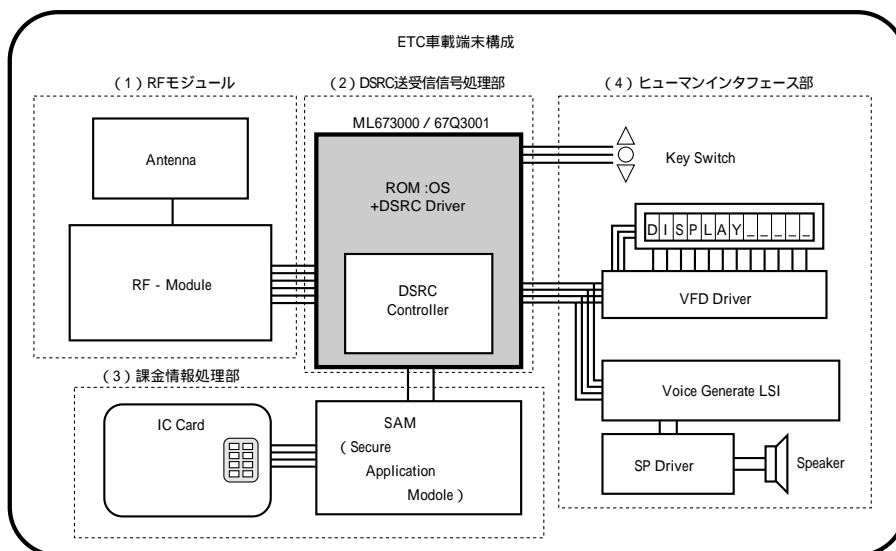 ETC車載端末構成
（1）RFモジュール
（2）DSRC送受信信号処理部
（4）ヒューマンインタフェース部
ML673000 / 67Q3001
Antenna
ROM :OS
+DSRC Driver
Key Switch
DISPLAY_____
RF - Module
DSRC
Controller
VFD Driver
（3）課金情報処理部
IC Card
SAM
（Secure
Application
Module）
Voice Generate LSI
SP Driver
Speaker